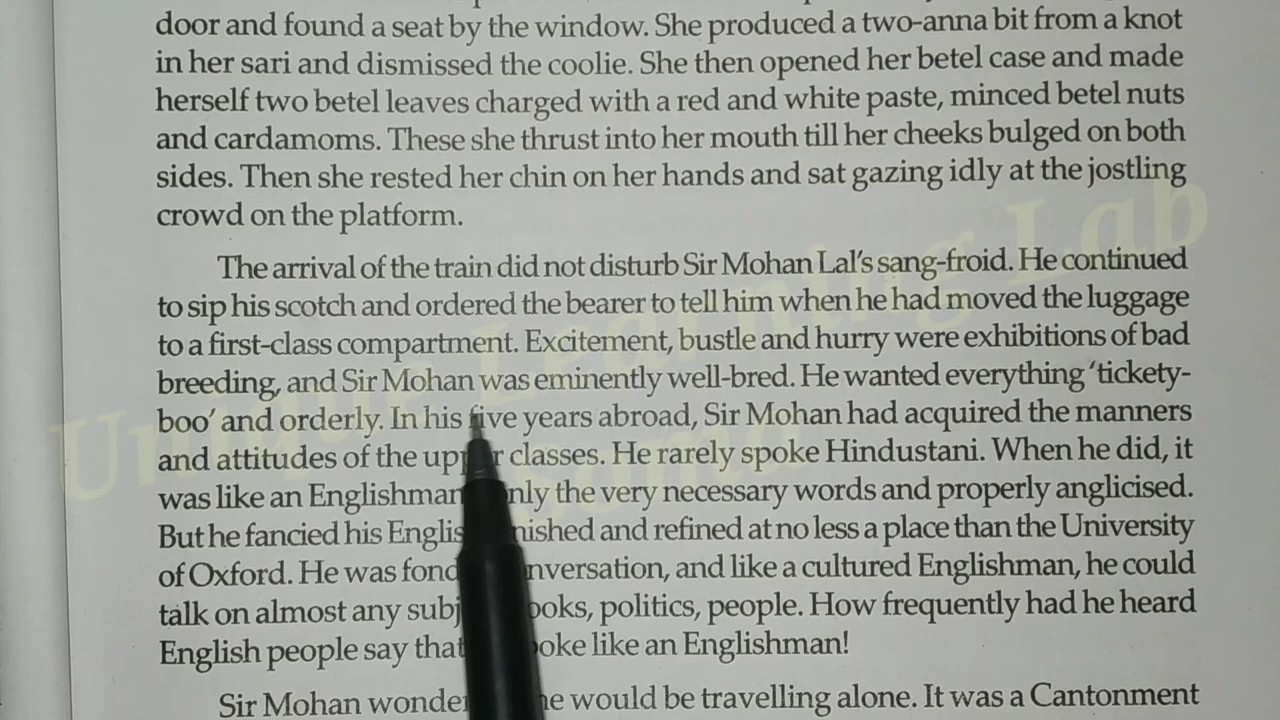 door and found a seat by the window. She produced a two-anna bit from a knot
in her sari and dismissed the coolie. She then opened her betel case and made
herself two betel leaves charged with a red and white paste, minced betel nuts
and cardamoms. These she thrust into her mouth till her cheeks bulged on both
sides. Then she rested her chin on her hands and sat gazing idly at the jostling
crowd on the platform.
The arrival of the train did not disturb Sir Mohan Lal's sang-froid. He continued
to sip his scotch and ordered the bearer to tell him when he had moved the luggage
to a first-class compartment. Excitement, bustle and hurry were exhibitions of bad
breeding, and Sir Mohan was eminently well-bred. He wanted everything 'tickety-
boo' and orderly. In his five years abroad, Sir Mohan had acquired the manners
and attitudes of the upper classes. He rarely spoke Hindustani. When he did, it
was like an Englishman the very necessary words and properly anglicised.
But he fancied his and refined at no less a place than the University
of Oxford. He was fond and like a cultured Englishman, he could
talk on almost any politics, people. How frequently had he heard
English people say that like an Englishman!
Sir Mohan would be travelling alone. It was a Cantonment
Unique Learning Lab